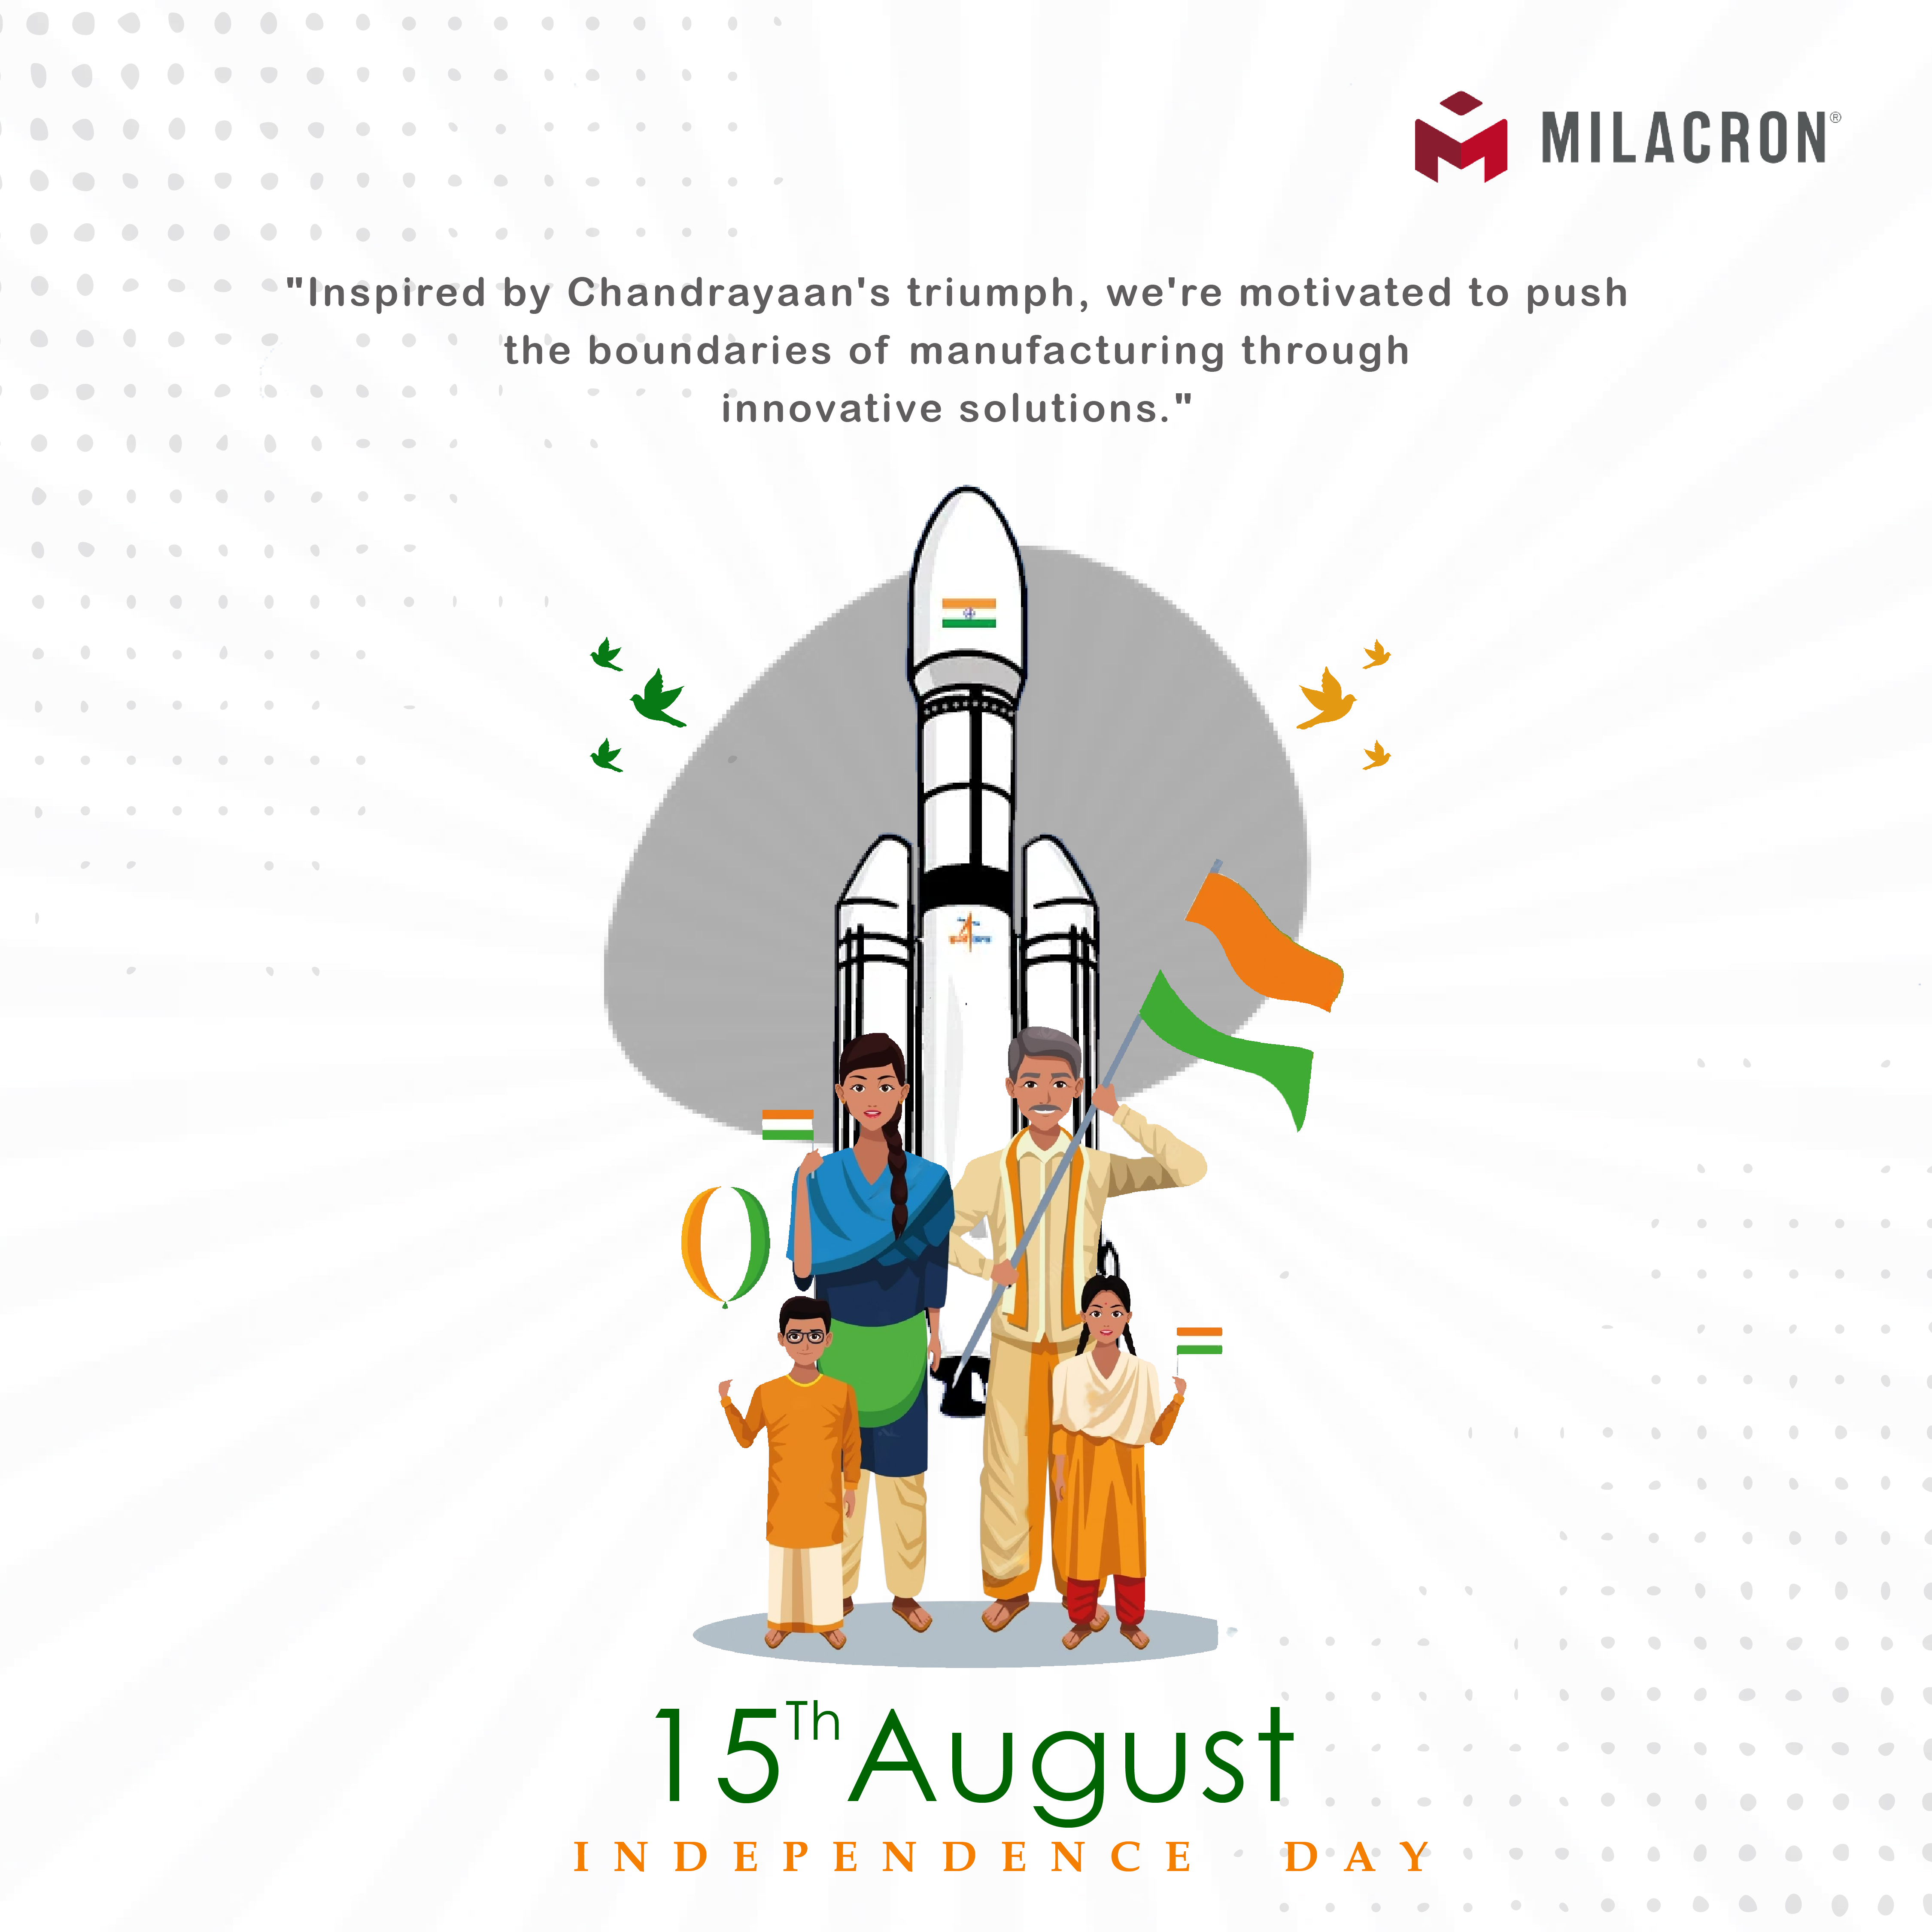 MILACRON®
"Inspired by Chandrayaan's triumph, we're motivated to push
the boundaries of manufacturing through
innovative solutions."
15Th August
INDEPENDENCE DAY